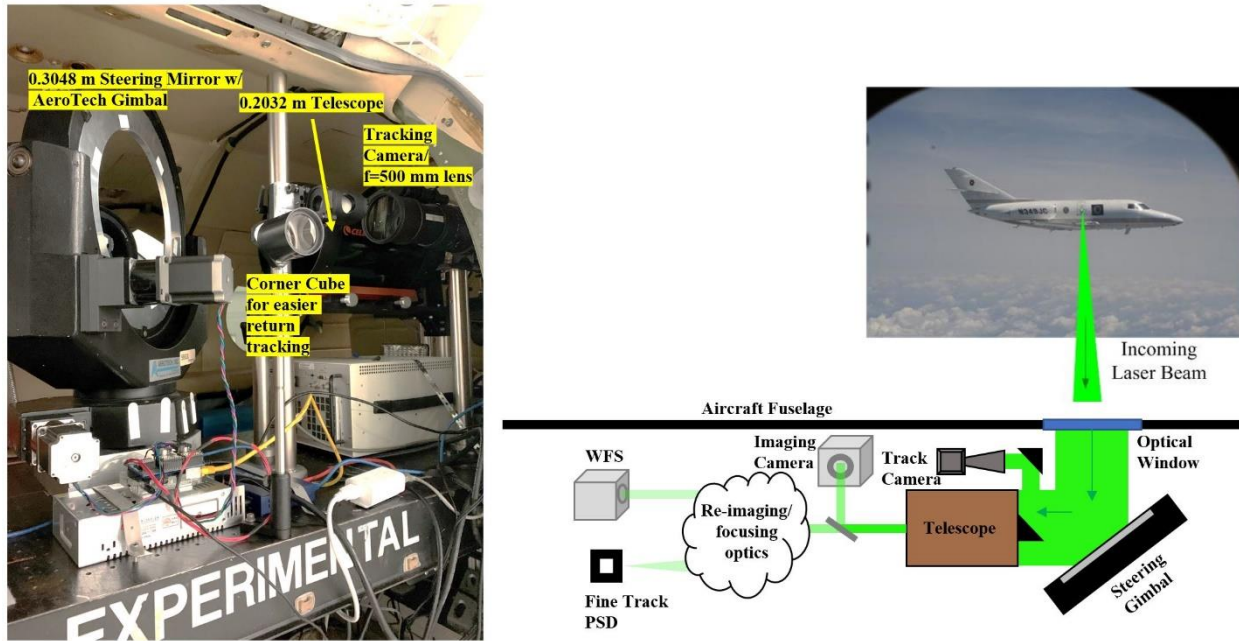 0.3048 m Steering Mirror w/
AeroTech Gimbal
0.2032 m Telescope
Tracking
Camera/
f=500 mm lens
Corner Cube
for easier
return
tracking
EXPERIMENTAL
N349JC
Incoming
Laser Beam
Aircraft Fuselage
Optical
Window
WFS
Imaging
Camera
Track
Camera
Re-imaging/
focusing
optics
Telescope
Steering
Gimbal
Fine Track
PSD